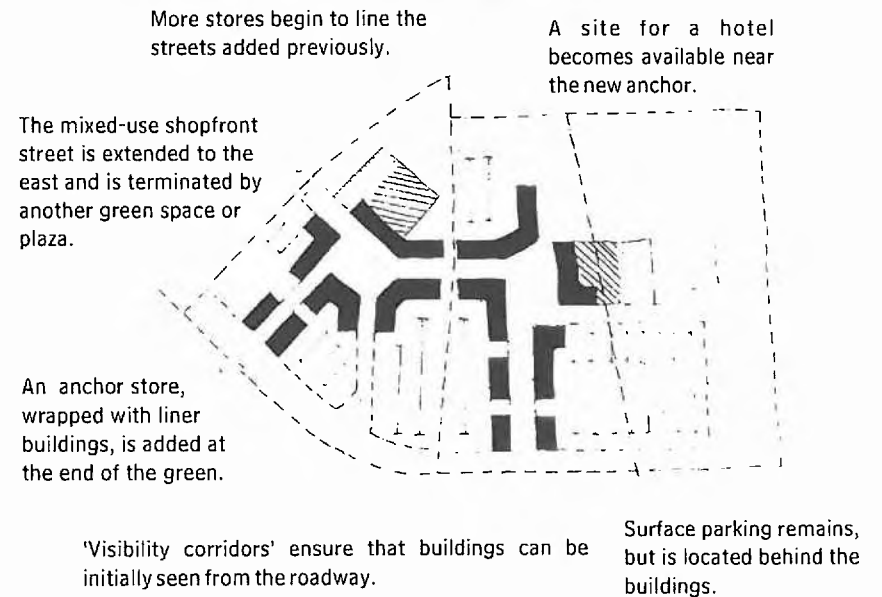 More stores begin to line the
streets added previously.
A site for a hotel
becomes available near
the new anchor.
The mixed-use shopfront
street is extended to the
east and is terminated by
another green space or
plaza.
An anchor store,
wrapped with liner
buildings, is added at
the end of the green.
'Visibility corridors' ensure that buildings can be
initially seen from the roadway.
Surface parking remains,
but is located behind the
buildings.